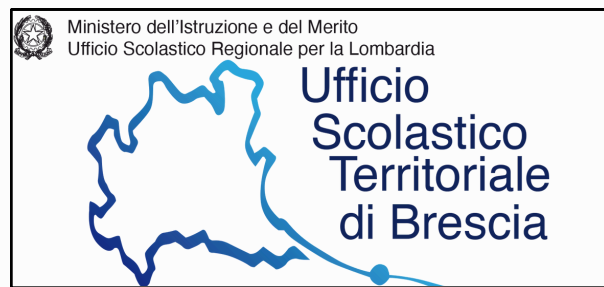 Ministero dell'Istruzione e del Merito
Ufficio Scolastico Regionale per la Lombardia
Ufficio
Scolastico
Territoriale
di Brescia